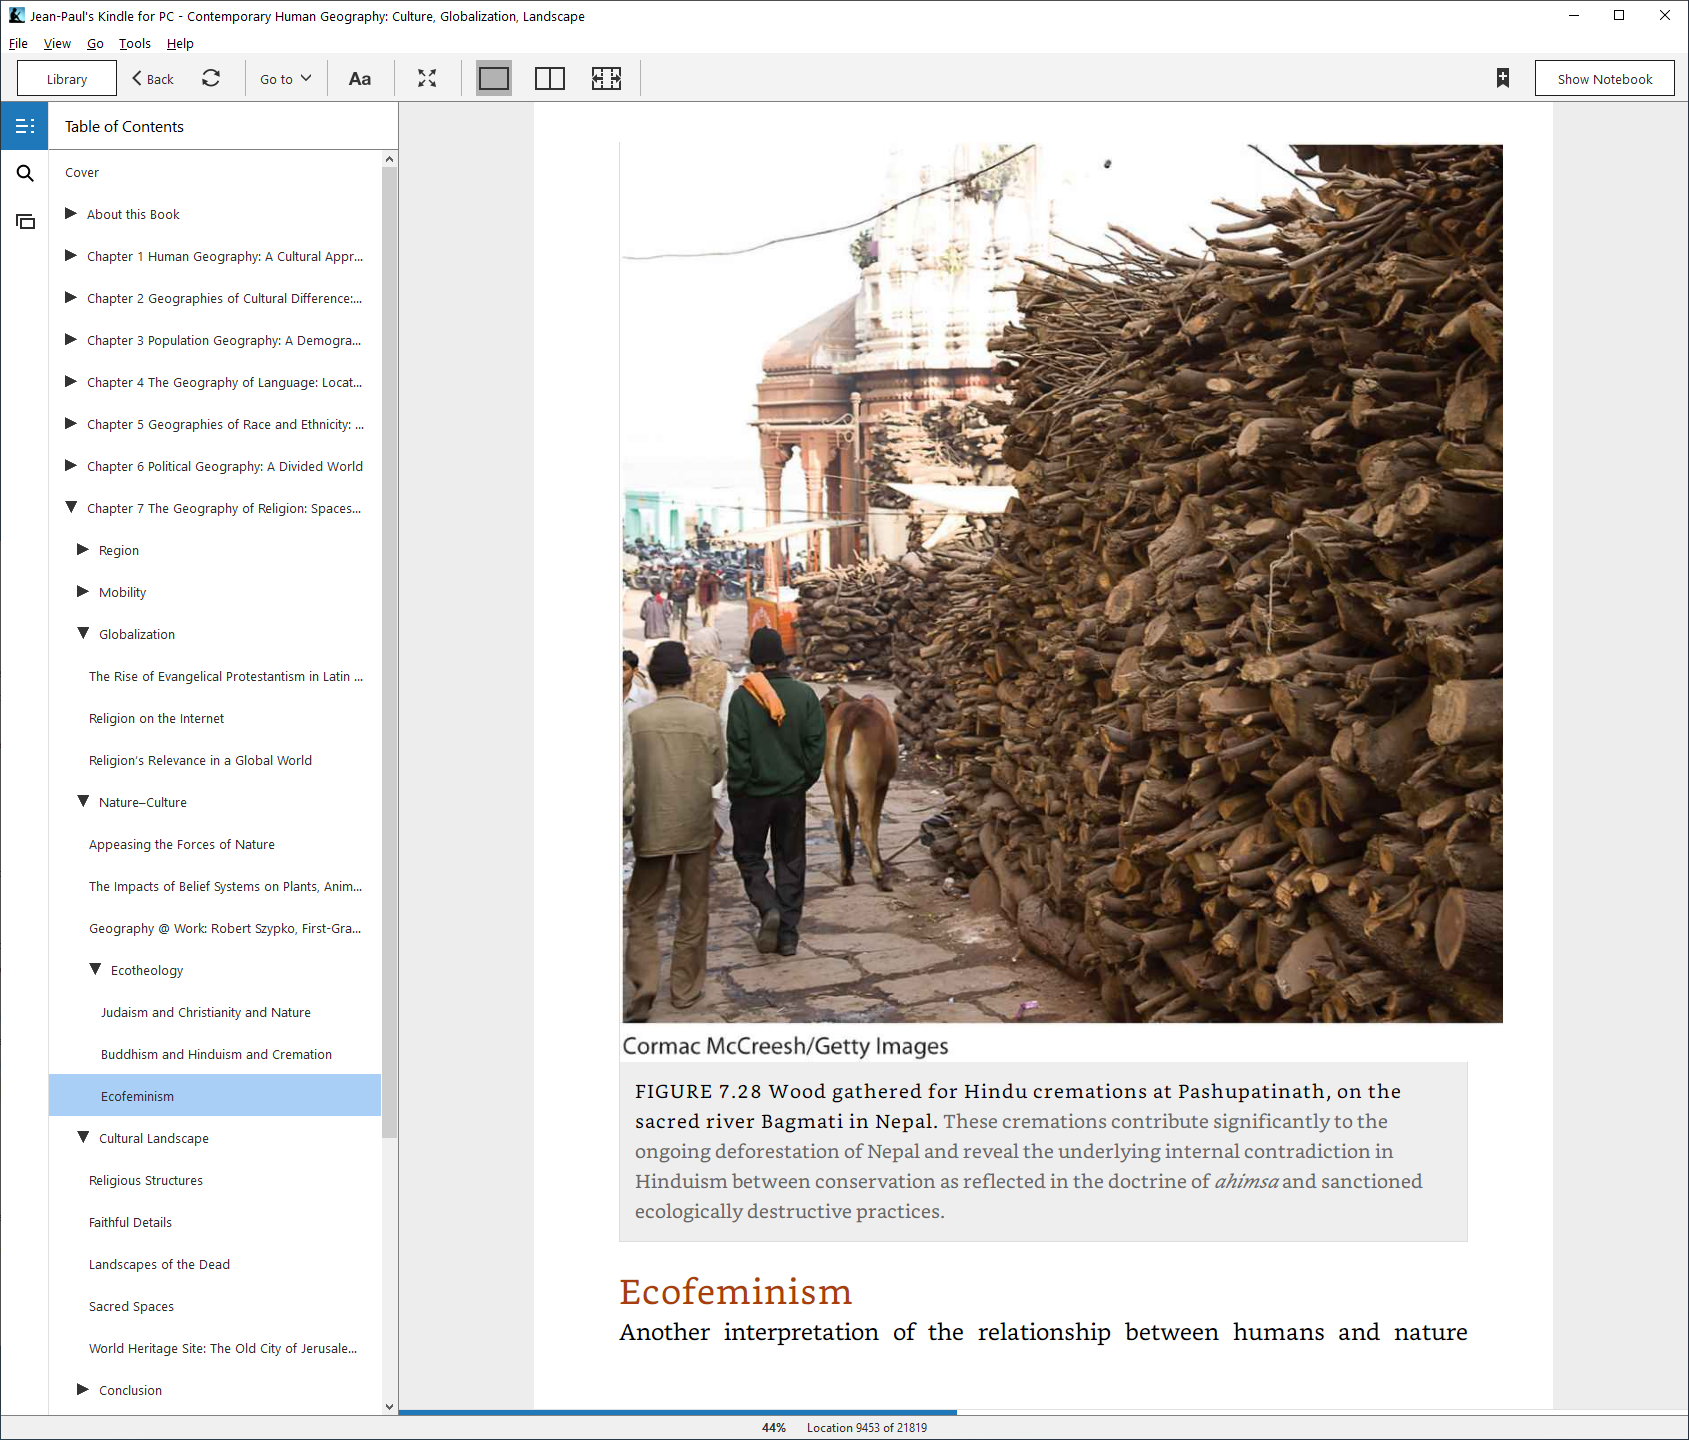 Jean-Paul's Kindle for PC - Contemporary Human Geography: Culture, Globalization, Landscape
File View Go Tools Help
Library Back Go to Aa Show Notebook
Table of Contents
Cover
About this Book
Chapter 1 Human Geography: A Cultural Appr...
Chapter 2 Geographies of Cultural Difference:...
Chapter 3 Population Geography: A Demogra...
Chapter 4 The Geography of Language: Locat...
Chapter 5 Geographies of Race and Ethnicity: ...
Chapter 6 Political Geography: A Divided World
Chapter 7 The Geography of Religion: Spaces...
Region
Mobility
Globalization
The Rise of Evangelical Protestantism in Latin ...
Religion on the Internet
Religion's Relevance in a Global World
Nature–Culture
Appeasing the Forces of Nature
The Impacts of Belief Systems on Plants, Anim...
Geography @ Work: Robert Szypko, First-Gra...
Ecotheology
Judaism and Christianity and Nature
Buddhism and Hinduism and Cremation
Ecofeminism
Cultural Landscape
Religious Structures
Faithful Details
Landscapes of the Dead
Sacred Spaces
World Heritage Site: The Old City of Jerusale...
Conclusion
Cormac McCreesh/Getty Images
FIGURE 7.28 Wood gathered for Hindu cremations at Pashupatinath, on the
sacred river Bagmati in Nepal. These cremations contribute significantly to the
ongoing deforestation of Nepal and reveal the underlying internal contradiction in
Hinduism between conservation as reflected in the doctrine of ahimsa and sanctioned
ecologically destructive practices.
Ecofeminism
Another interpretation of the relationship between humans and nature
44% Location 9453 of 21819